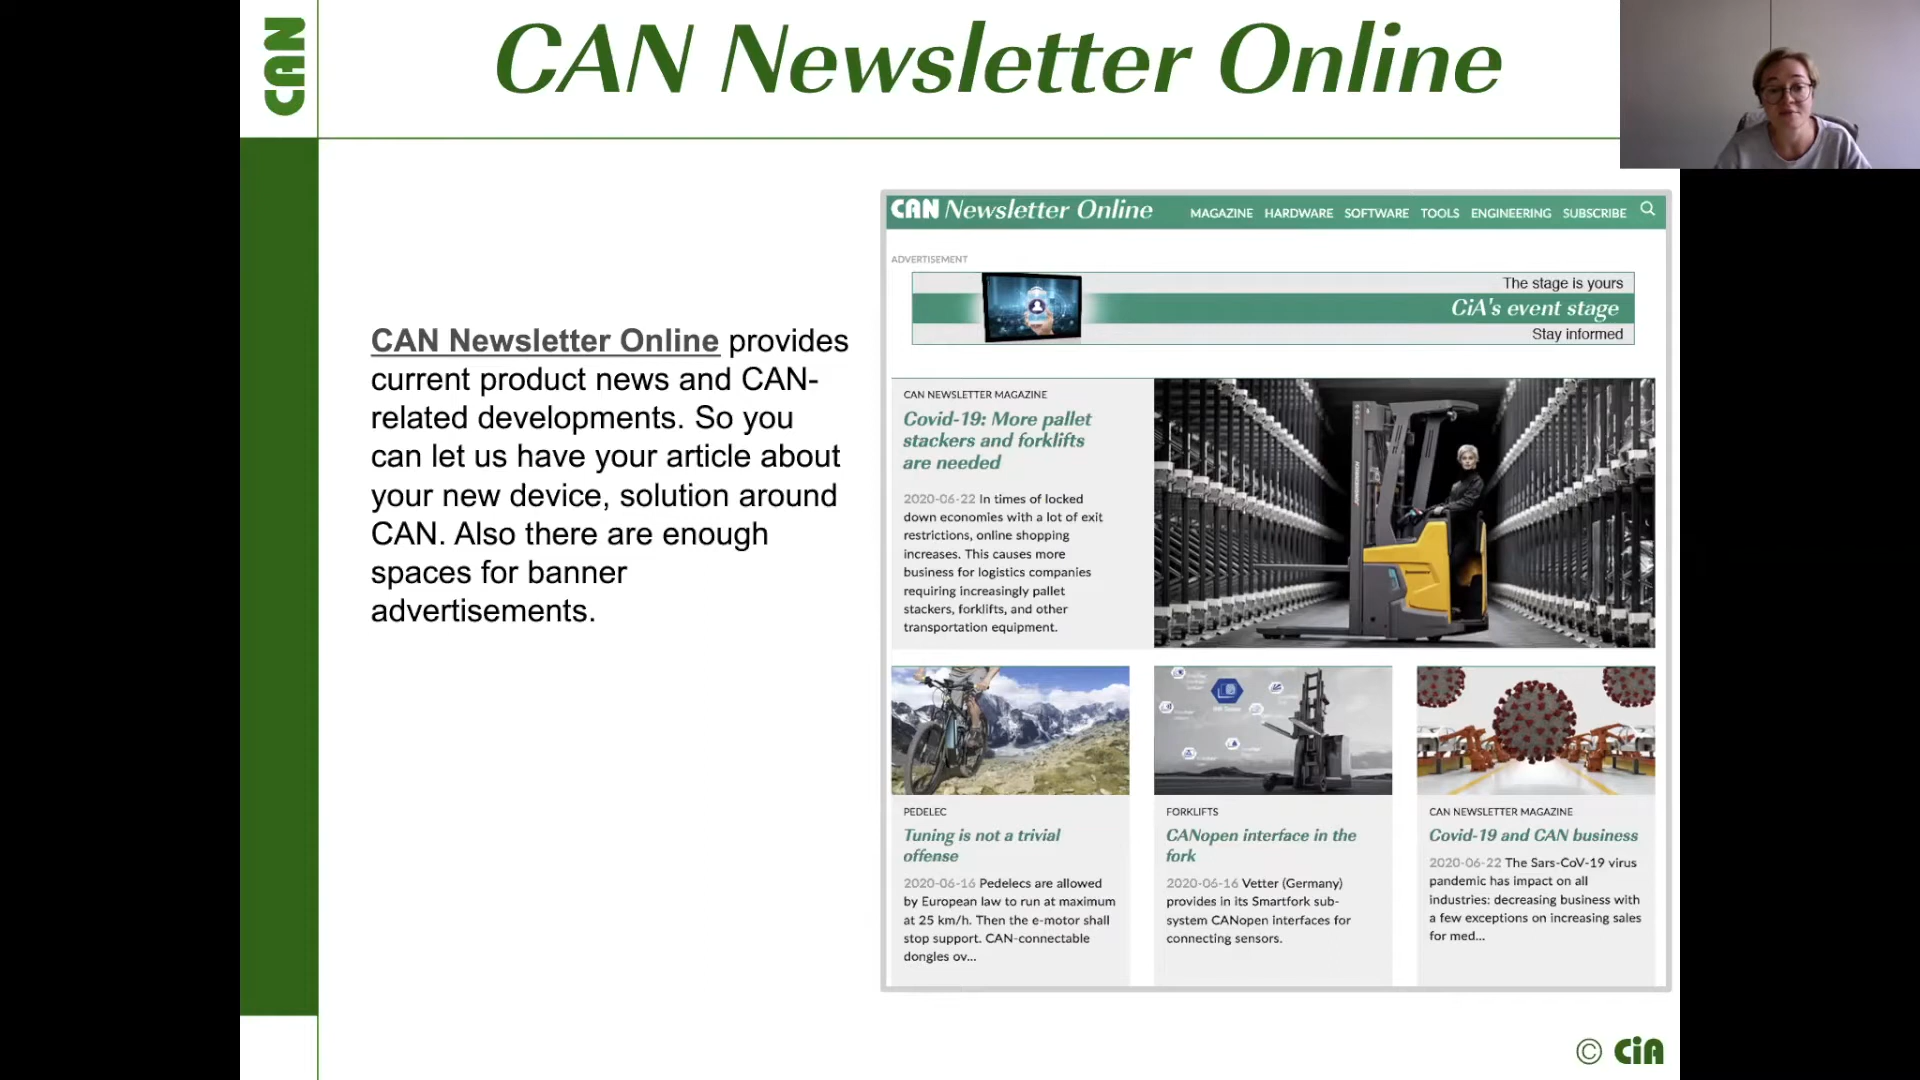 CAN
CAN Newsletter Online
CAN Newsletter Online provides
current product news and CAN-
related developments. So you
can let us have your article about
your new device, solution around
CAN. Also there are enough
spaces for banner
advertisements.
CAN Newsletter Online
MAGAZINE HARDWARE SOFTWARE TOOLS ENGINEERING SUBSCRIBE
ADVERTISEMENT
The stage is yours
CiA's event stage
Stay informed
CAN NEWSLETTER MAGAZINE
Covid-19: More pallet
stackers and forklifts
are needed
2020-06-22 In times of locked
down economies with a lot of exit
restrictions, online shopping
increases. This causes more
business for logistics companies
requiring increasingly pallet
stackers, forklifts, and other
transportation equipment.
PEDELEC
Tuning is not a trivial
offense
2020-06-16 Pedelecs are allowed
by European law to run at maximum
at 25 km/h. Then the e-motor shall
stop support. CAN-connectable
dongles ov...
FORKLIFTS
CANopen interface in the
fork
2020-06-16 Vetter (Germany)
provides in its Smartfork sub-
system CANopen interfaces for
connecting sensors.
CAN NEWSLETTER MAGAZINE
Covid-19 and CAN business
2020-06-22 The Sars-CoV-19 virus
pandemic has impact on all
industries: decreasing business with
a few exceptions on increasing sales
for med...
© CiA